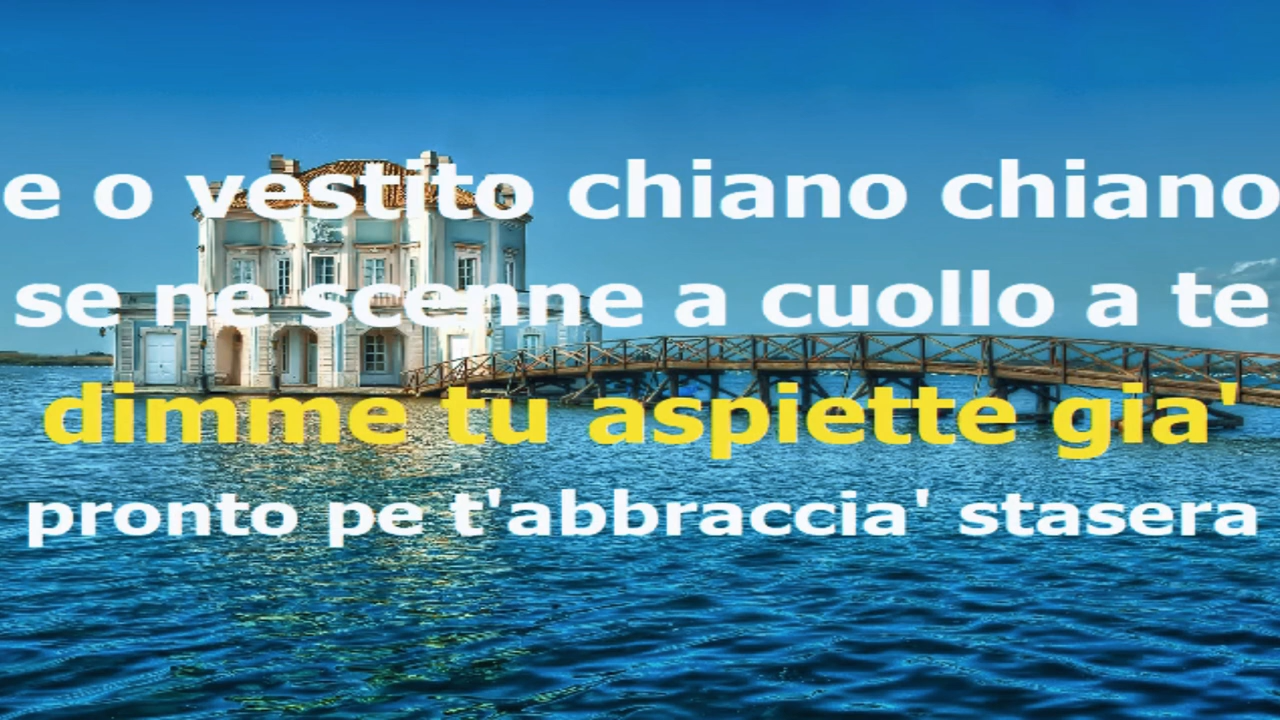 e o vestito chiano chiano
se ne scenne a cuollo a te
dimme tu aspiette gia'
pronto pe t'abbraccia' stasera